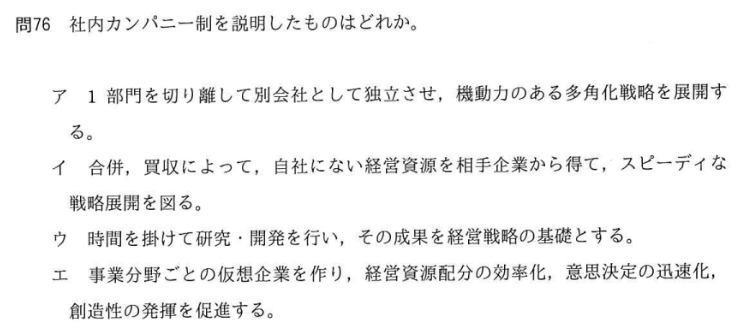 問76 社内カンパニー制を説明したものはどれか。
ア 1 部門を切り離して別会社として独立させ，機動力のある多角化戦略を展開す
る。
イ 合併，買収によって，自社にない経営資源を相手企業から得て，スピーディな
戦略展開を図る。
ウ 時間を掛けて研究・開発を行い，その成果を経営戦略の基礎とする。
エ 事業分野ごとの仮想企業を作り，経営資源配分の効率化，意思決定の迅速化，
創造性の発揮を促進する。